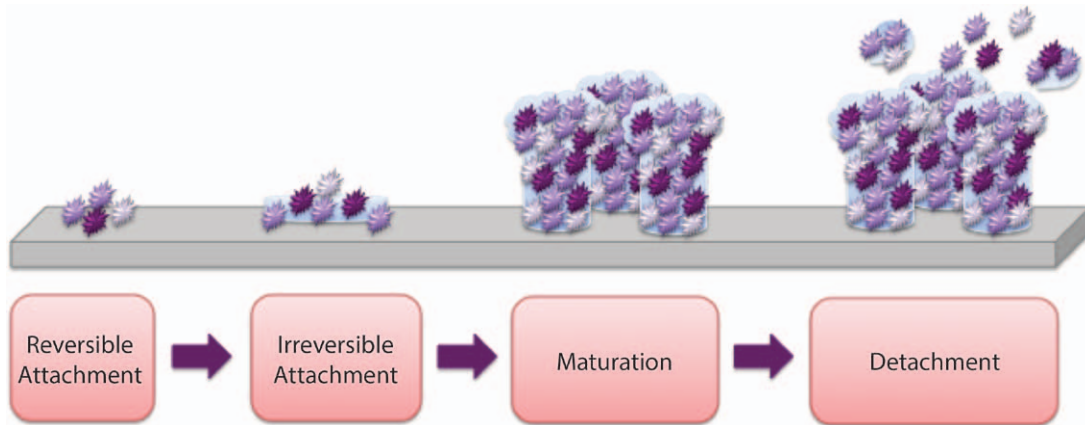 Reversible
Attachment
Irreversible
Attachment
Maturation
Detachment